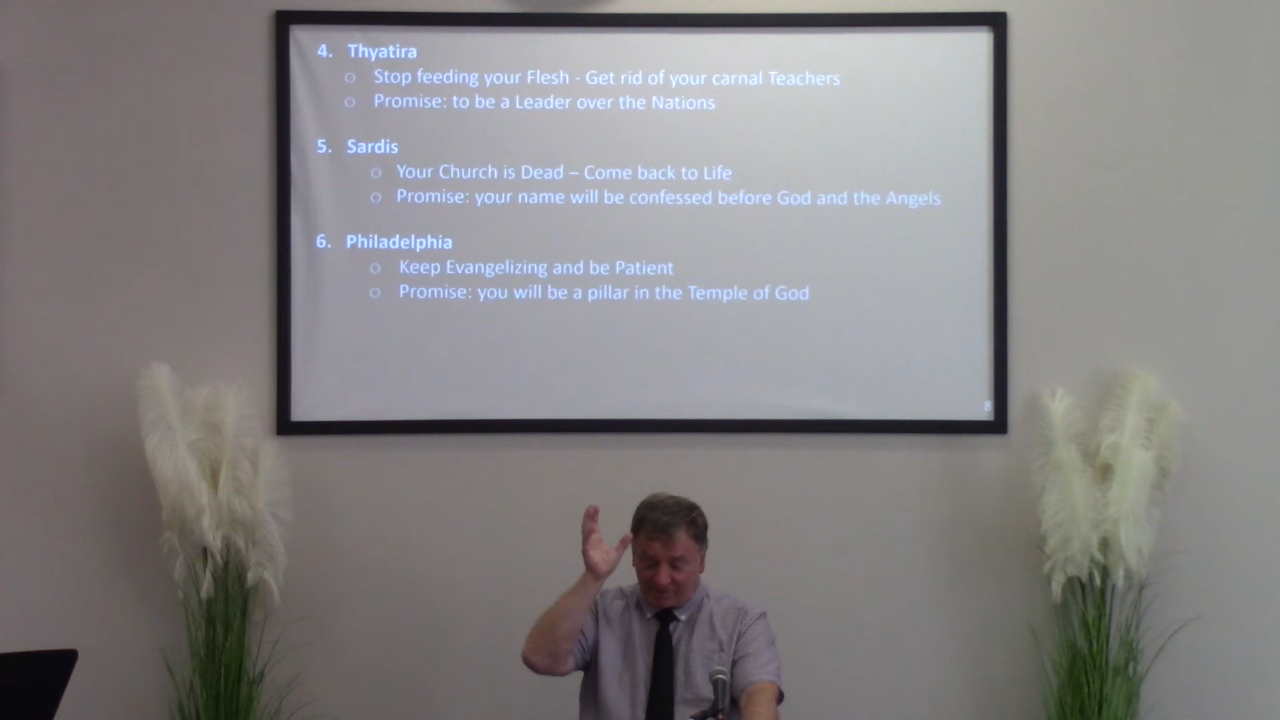 4. Thyatira
○ Stop feeding your Flesh - Get rid of your carnal Teachers
○ Promise: to be a Leader over the Nations
5. Sardis
○ Your Church is Dead – Come back to Life
○ Promise: your name will be confessed before God and the Angels
6. Philadelphia
○ Keep Evangelizing and be Patient
○ Promise: you will be a pillar in the Temple of God
8